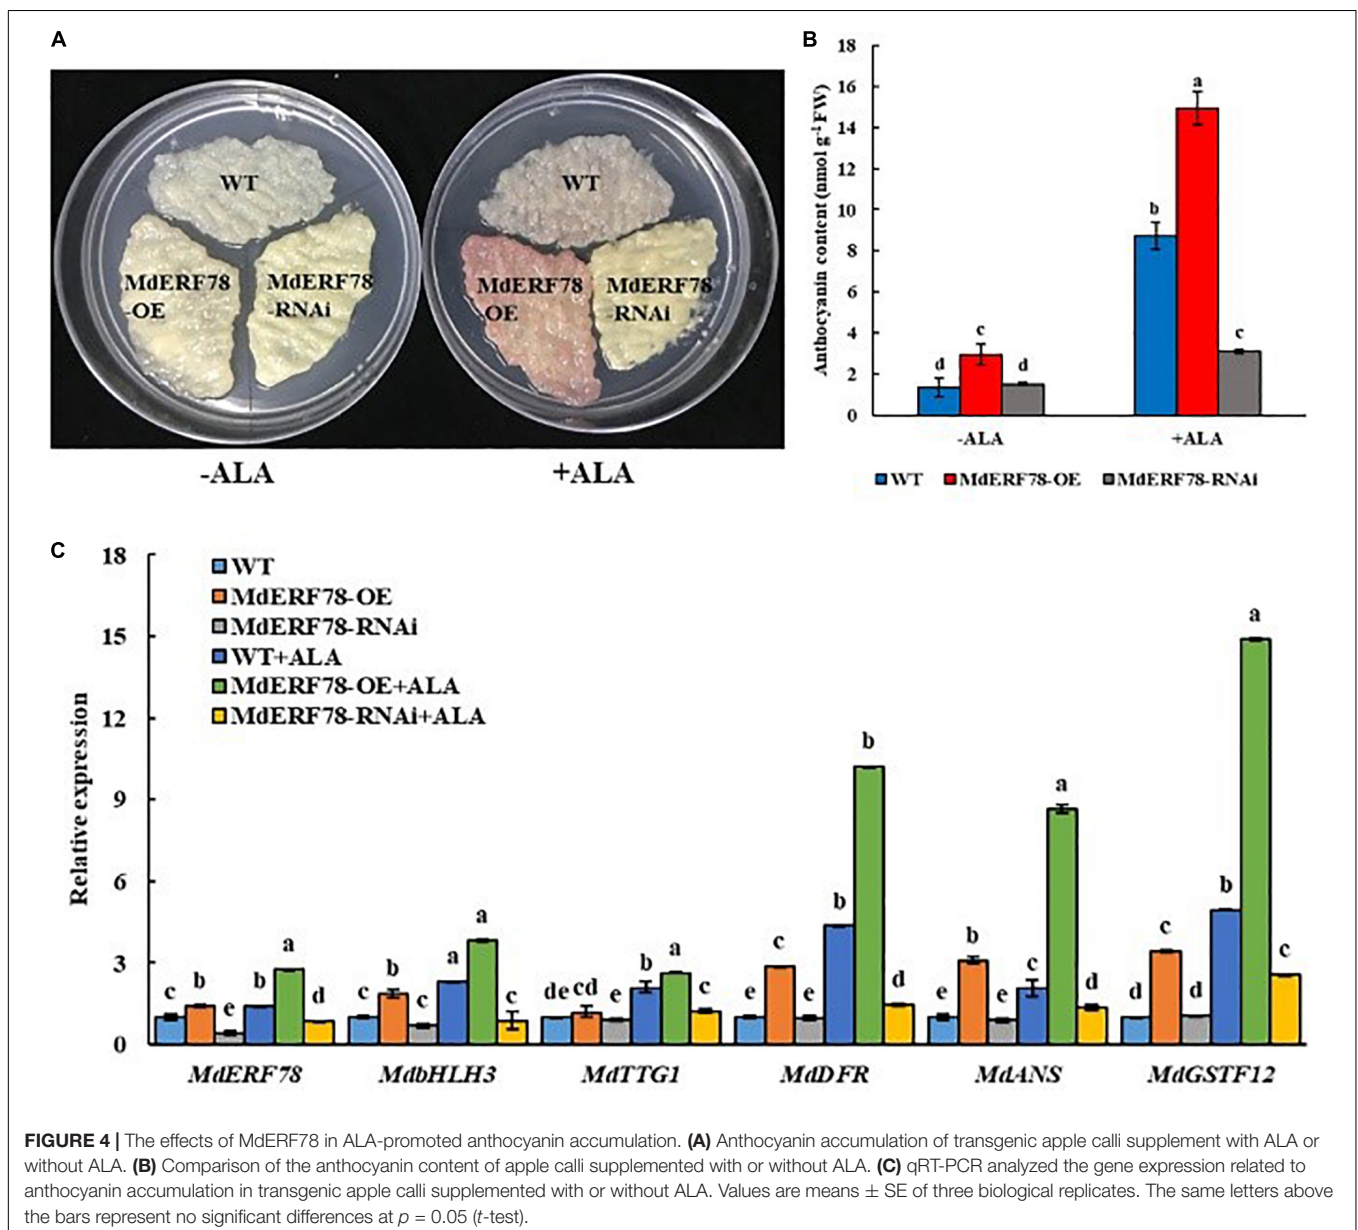 A
WT
MdERF78
-OE
MdERF78
-RNAi
WT
MdERF78
OE
MdERF78
RNAi
-ALA
+ALA
B
Anthocyanin content (nmol g-1 FW)
18
16
14
12
10
8
6
4
2
0
d
c
d
b
a
c
-ALA
+ALA
WT
MdERF78-OE
MdERF78-RNAi
C
Relative expression
18
15
12
9
6
3
0
WT
MdERF78-OE
MdERF78-RNAi
WT+ALA
MdERF78-OE+ALA
MdERF78-RNAi+ALA
c b e b a d
c b c a a c
de cd e b a c
e c e b b d
e b e c a d
d c d b a c
MdERF78 MdbHLH3 MdTTG1 MdDFR MdANS MdGSTF12
FIGURE 4 | The effects of MdERF78 in ALA-promoted anthocyanin accumulation. (A) Anthocyanin accumulation of transgenic apple calli supplement with ALA or
without ALA. (B) Comparison of the anthocyanin content of apple calli supplemented with or without ALA. (C) qRT-PCR analyzed the gene expression related to
anthocyanin accumulation in transgenic apple calli supplemented with or without ALA. Values are means ± SE of three biological replicates. The same letters above
the bars represent no significant differences at p = 0.05 (t-test).